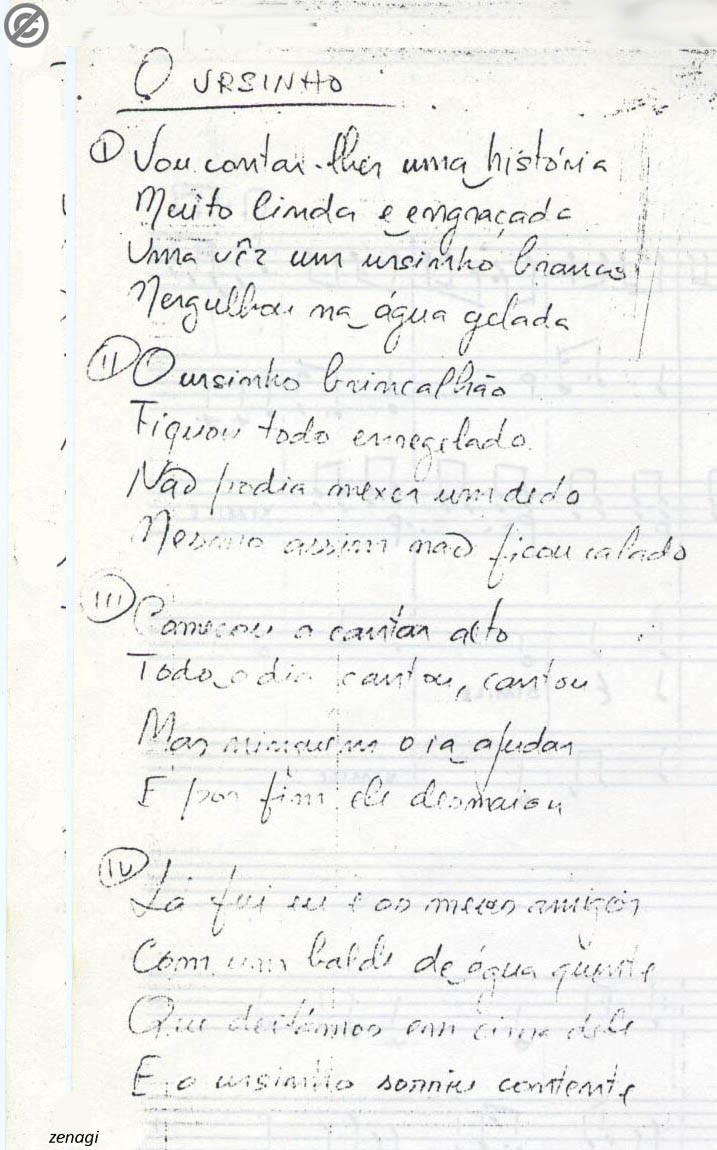 O URSINHO
I Vou contar-lhes uma história
Muito linda e engraçada
Uma vêz um ursinho branco
Mergulhou na água gelada
II O ursinho brincalhão
Fiquou todo enregelado
Não podia mexer um dedo
Mesmo assim não ficou calado
III Começou a cantar alto
Todo o dia cantou, cantou
Mas ninguem o ia ajudar
E por fim ele desmaiou
IV Lá fui eu e os meus amigos
Com um balde de água quente
Que deitámos em cima dele
E o ursinho sorriu contente
zenagi